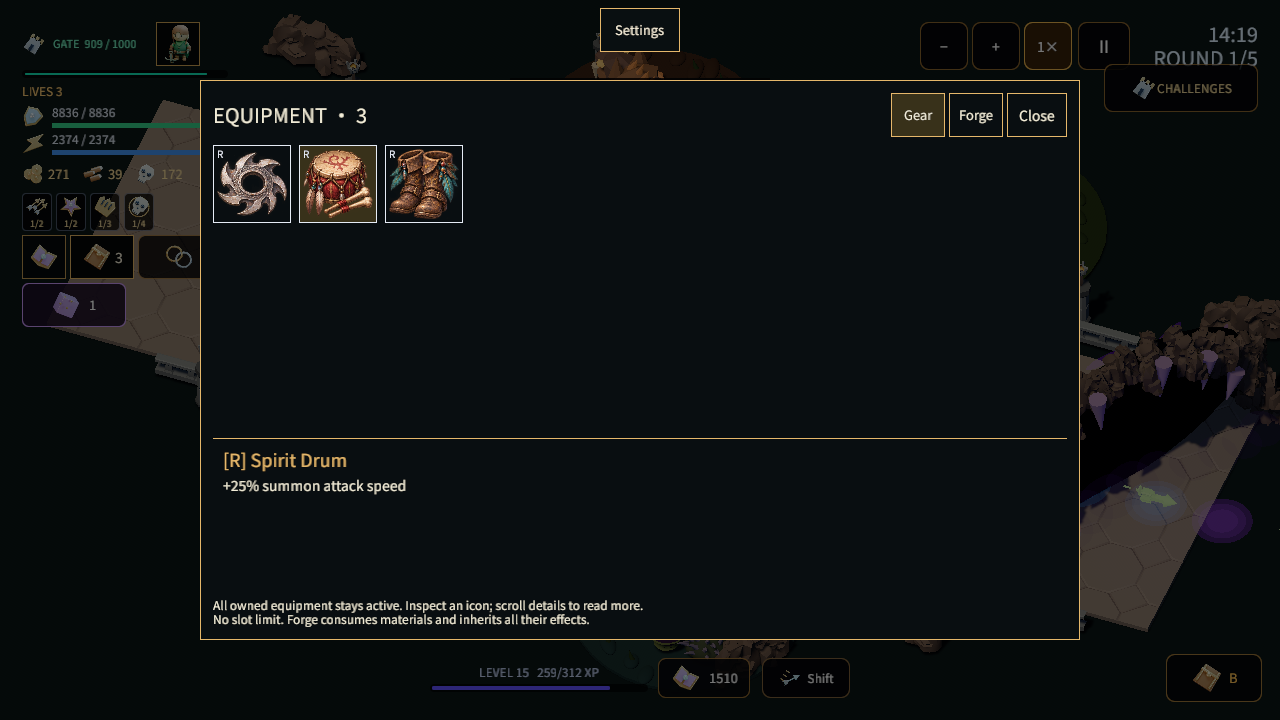 Settings
GATE 909 / 1000
− + 1× II
14:19
ROUND 1/5
CHALLENGES
LIVES 3
8836 / 8836
2374 / 2374
271 39 172
1/2 1/2 1/3 1/4
3
1
EQUIPMENT • 3
Gear Forge Close
R R R
[R] Spirit Drum
+25% summon attack speed
All owned equipment stays active. Inspect an icon; scroll details to read more.
No slot limit. Forge consumes materials and inherits all their effects.
LEVEL 15 259/312 XP
1510
Shift
B